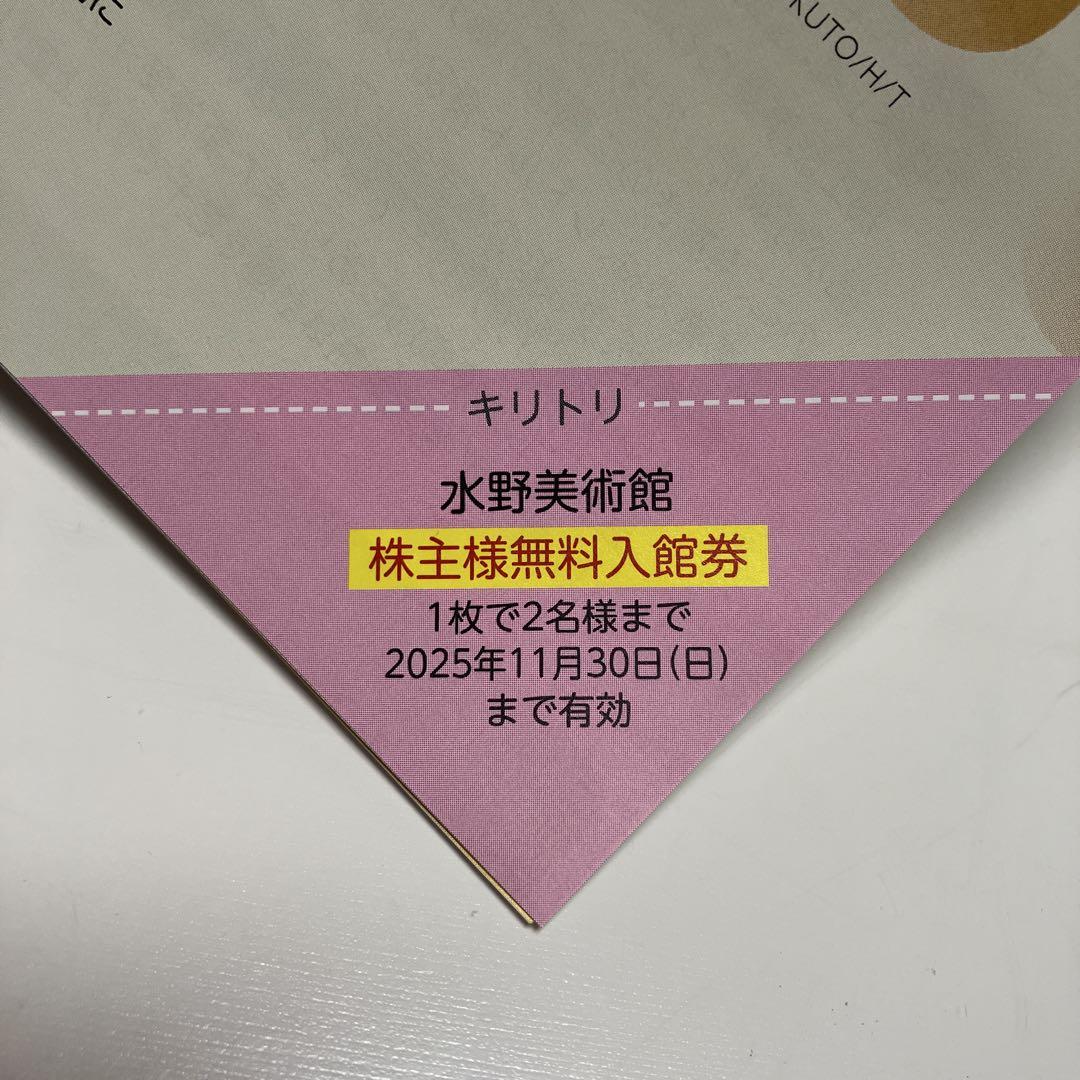 に
KUTO/H/T
キリトリ
水野美術館
株主様無料入館券
1枚で2名様まで
2025年11月30日(日)
まで有効